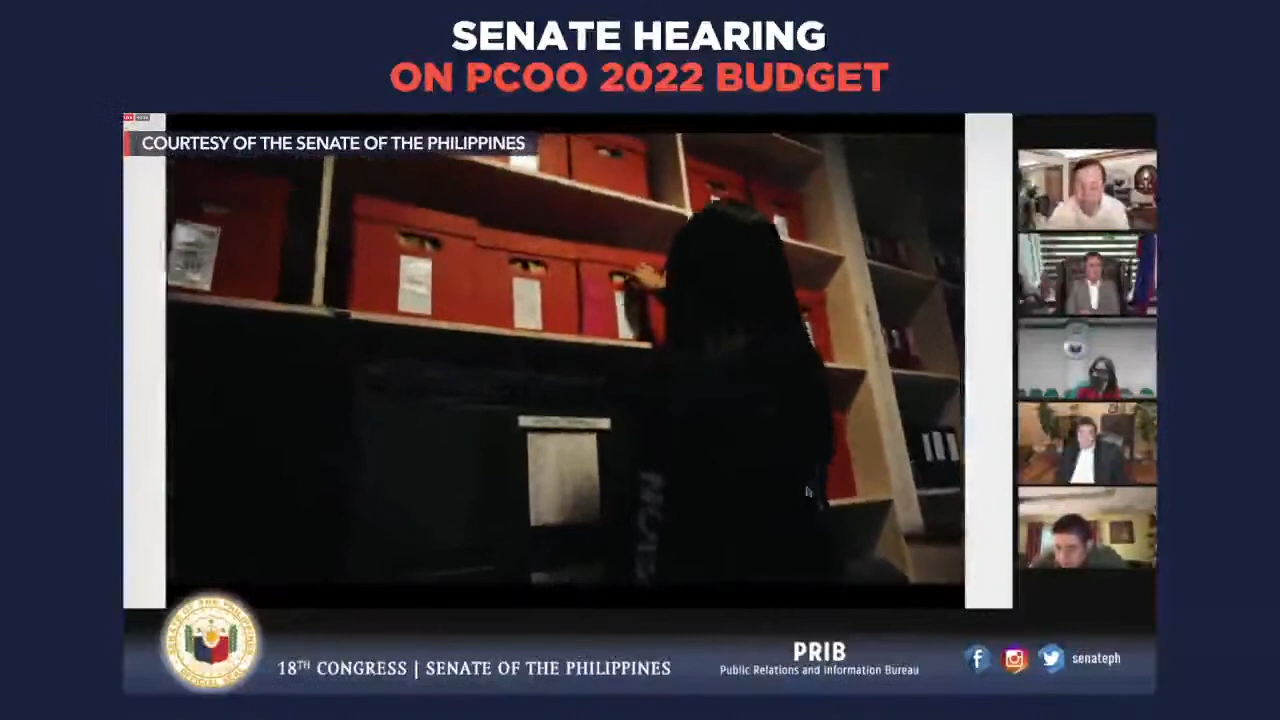 SENATE HEARING
ON PCOO 2022 BUDGET
COURTESY OF THE SENATE OF THE PHILIPPINES
18TH CONGRESS | SENATE OF THE PHILIPPINES
PRIB
Public Relations and Information Bureau
senateph